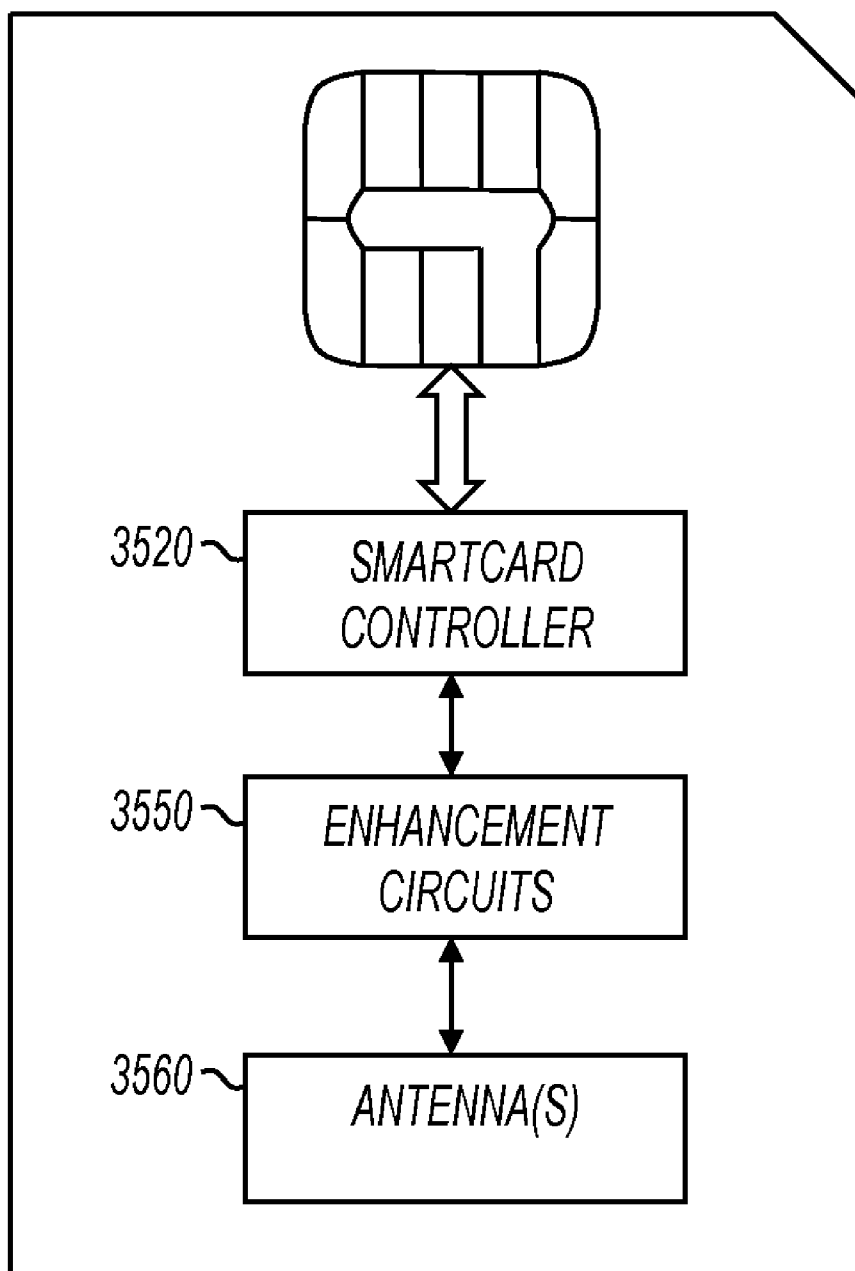 3520
SMARTCARD
CONTROLLER
3550
ENHANCEMENT
CIRCUITS
3560
ANTENNA(S)